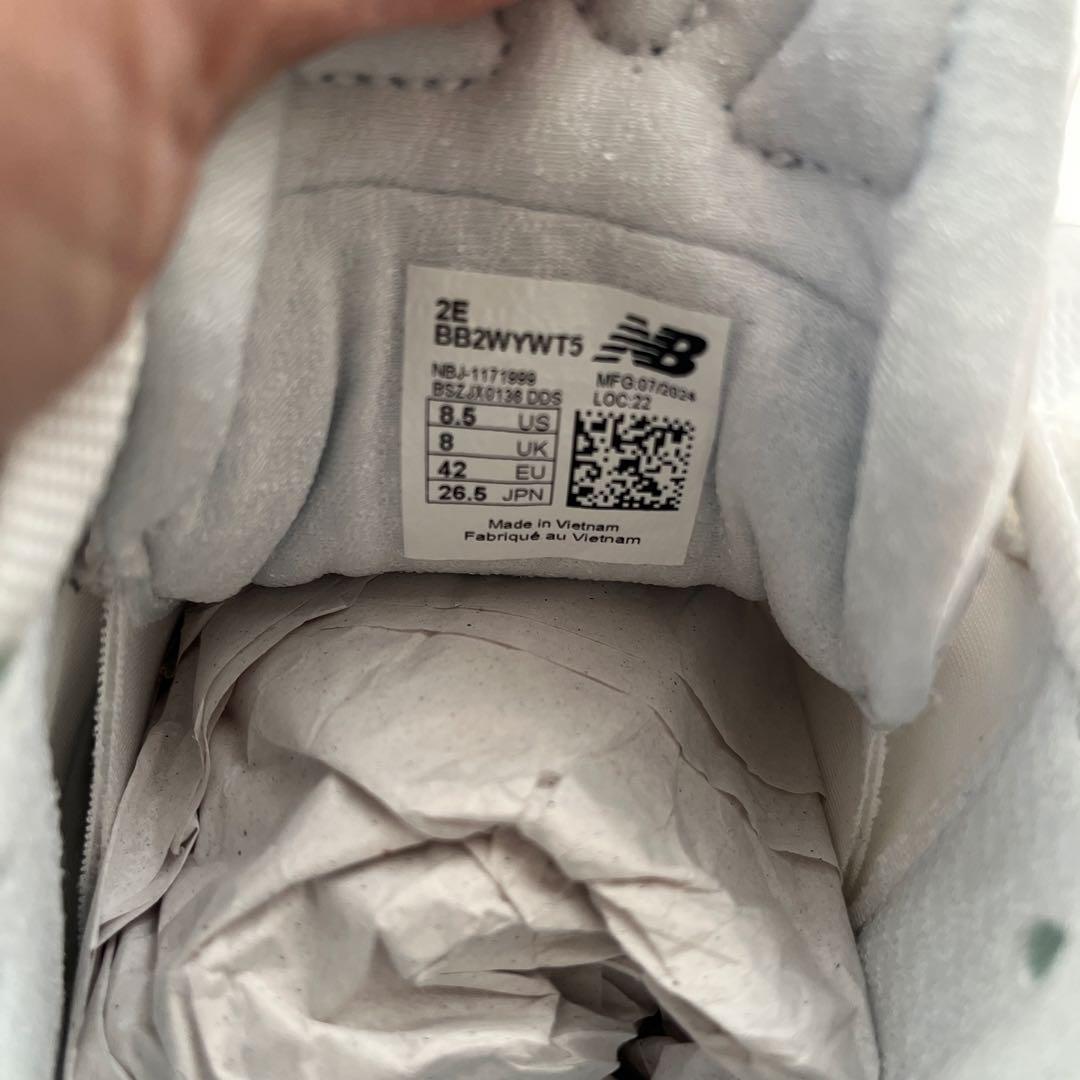 2E
BB2WYWT5
NB
NBJ-1171999
BSZJX0136 DDS
MFG:07/2024
LOC:22
8.5 US
8 UK
42 EU
26.5 JPN
Made in Vietnam
Fabriqué au Vietnam